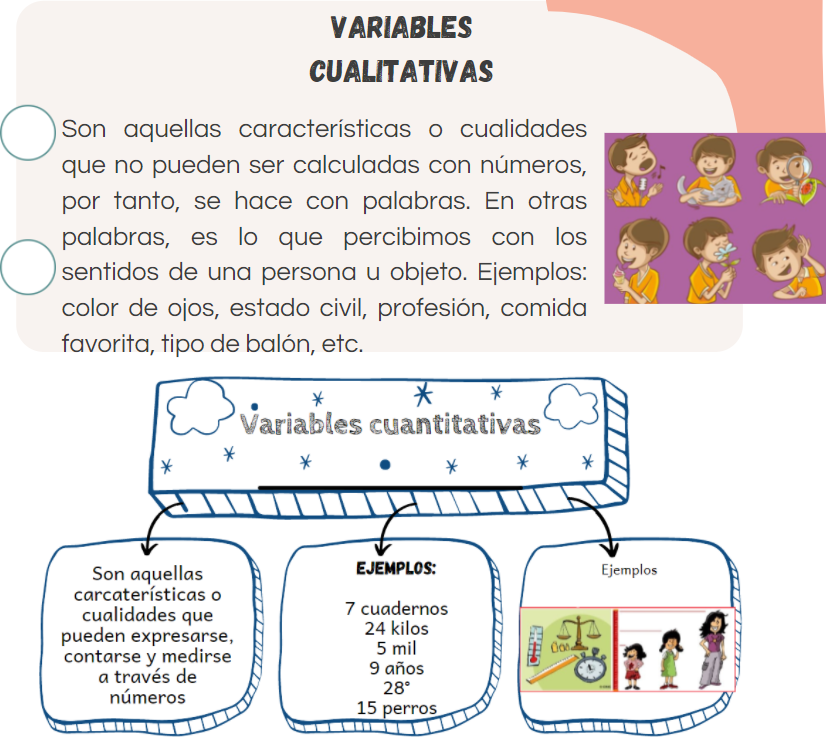 VARIABLES
CUALITATIVAS
Son aquellas características o cualidades
que no pueden ser calculadas con números,
por tanto, se hace con palabras. En otras
palabras, es lo que percibimos con los
sentidos de una persona u objeto. Ejemplos:
color de ojos, estado civil, profesión, comida
favorita, tipo de balón, etc.
Variables cuantitativas
Son aquellas
carcaterísticas o
cualidades que
pueden expresarse,
contarse y medirse
a través de
números
EJEMPLOS:
7 cuadernos
24 kilos
5 mil
9 años
28°
15 perros
Ejemplos